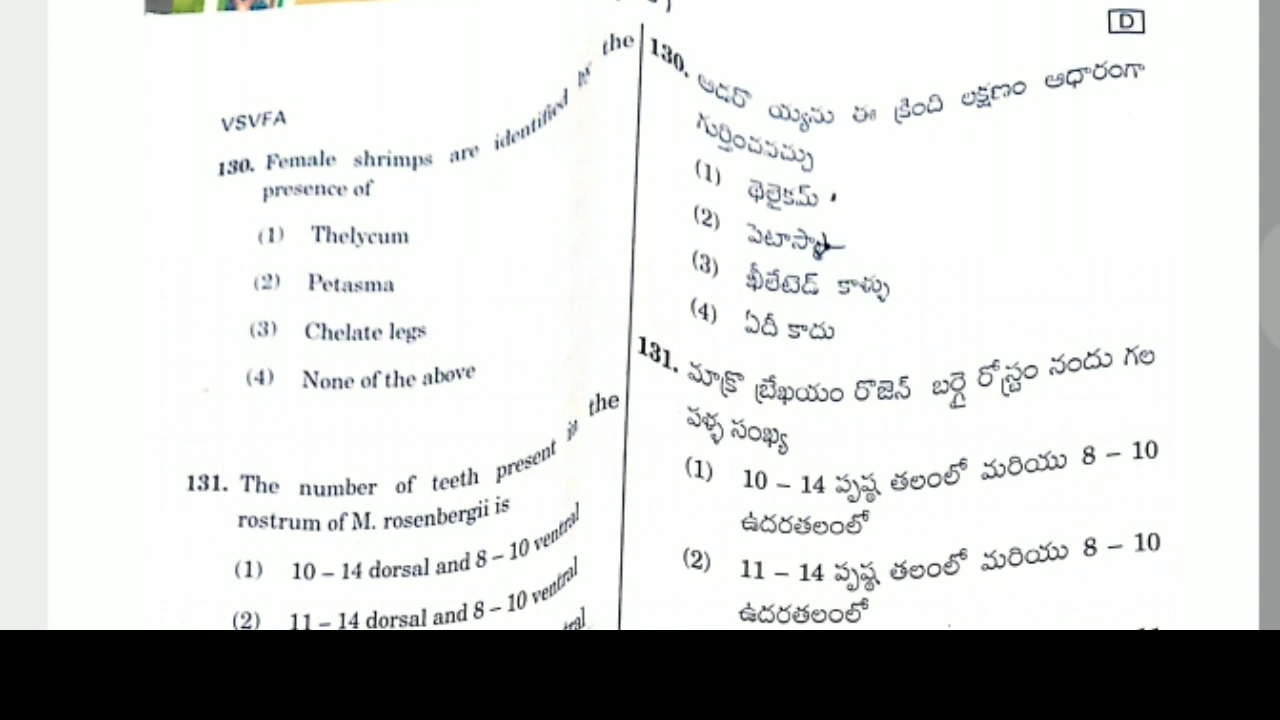 D
VSVFA
130. Female shrimps are identified by the
presence of
(1) Thelycum
(2) Petasma
(3) Chelate legs
(4) None of the above
131. The number of teeth present in the
rostrum of M. rosenbergii is
(1) 10 – 14 dorsal and 8 – 10 ventral
(2) 11 – 14 dorsal and 8 – 10 ventral
130. ఆడరొయ్యను ఈ క్రింది లక్షణం ఆధారంగా
గుర్తించవచ్చు
(1) థెలైకమ్
(2) పెటాస్మా
(3) ఖీలేటెడ్ కాళ్ళు
(4) ఏదీ కాదు
131. మాక్రొ బ్రేఖయం రొజెన్ బర్గై రోస్ట్రం నందు గల
పళ్ళ సంఖ్య
(1) 10 – 14 పృష్ఠ తలంలో మరియు 8 – 10
ఉదరతలంలో
(2) 11 – 14 పృష్ఠ తలంలో మరియు 8 – 10
ఉదరతలంలో